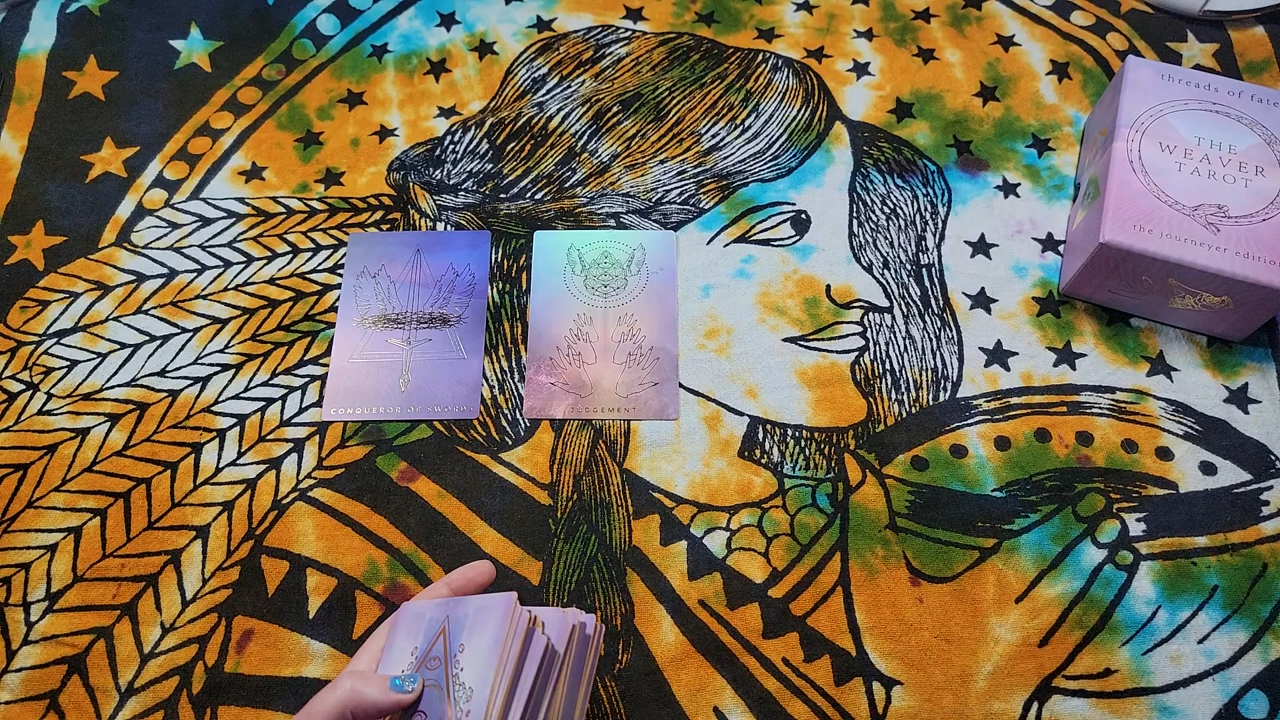 threads of fate
THE
WEAVER
TAROT
the journeyer edition
CONQUEROR OF SWORDS
JUDGEMENT